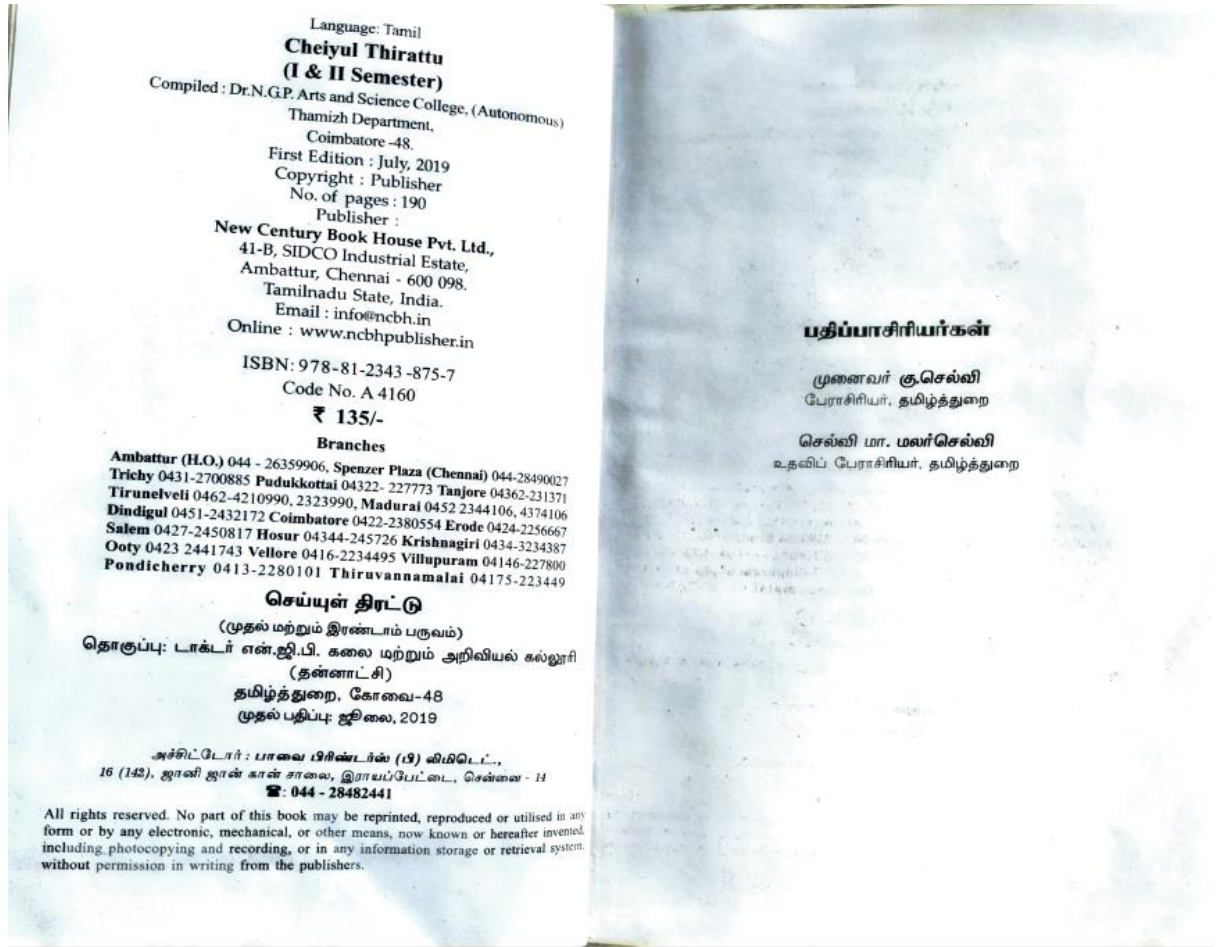 Language: Tamil
Cheiyul Thirattu
(I & II Semester)
Compiled : Dr.N.G.P. Arts and Science College, (Autonomous)
Thamizh Department,
Coimbatore -48.
First Edition : July, 2019
Copyright : Publisher
No. of pages : 190
Publisher :
New Century Book House Pvt. Ltd.,
41-B, SIDCO Industrial Estate,
Ambattur, Chennai - 600 098.
Tamilnadu State, India.
Email : info@ncbh.in
Online : www.ncbhpublisher.in
ISBN: 978-81-2343-875-7
Code No. A 4160
₹ 135/-
Branches
Ambattur (H.O.) 044 - 26359906, Spenzer Plaza (Chennai) 044-28490027
Trichy 0431-2700885 Pudukkottai 04322- 227773 Tanjore 04362-231371
Tirunelveli 0462-4210990, 2323990, Madurai 0452 2344106, 4374106
Dindigul 0451-2432172 Coimbatore 0422-2380554 Erode 0424-2256667
Salem 0427-2450817 Hosur 04344-245726 Krishnagiri 0434-3234387
Ooty 0423 2441743 Vellore 0416-2234495 Villupuram 04146-227800
Pondicherry 0413-2280101 Thiruvannamalai 04175-223449
செய்யுள் திரட்டு
(முதல் மற்றும் இரண்டாம் பருவம்)
தொகுப்பு: டாக்டர் என்.ஜி.பி. கலை மற்றும் அறிவியல் கல்லூரி
(தன்னாட்சி)
தமிழ்த்துறை, கோவை-48
முதல் பதிப்பு: ஜூலை, 2019
அச்சிட்டோர் : பாவை பிரிண்டர்ஸ் (பி) லிமிடெட்.,
16 (142), ஜானி ஜான் கான் சாலை, இராயப்பேட்டை, சென்னை - 14
☎: 044 - 28482441
All rights reserved. No part of this book may be reprinted, reproduced or utilised in any
form or by any electronic, mechanical, or other means, now known or hereafter invented,
including photocopying and recording, or in any information storage or retrieval system,
without permission in writing from the publishers.
பதிப்பாசிரியர்கள்
முனைவர் கு.செல்வி
பேராசிரியர், தமிழ்த்துறை
செல்வி மா. மலர்செல்வி
உதவிப் பேராசிரியர், தமிழ்த்துறை